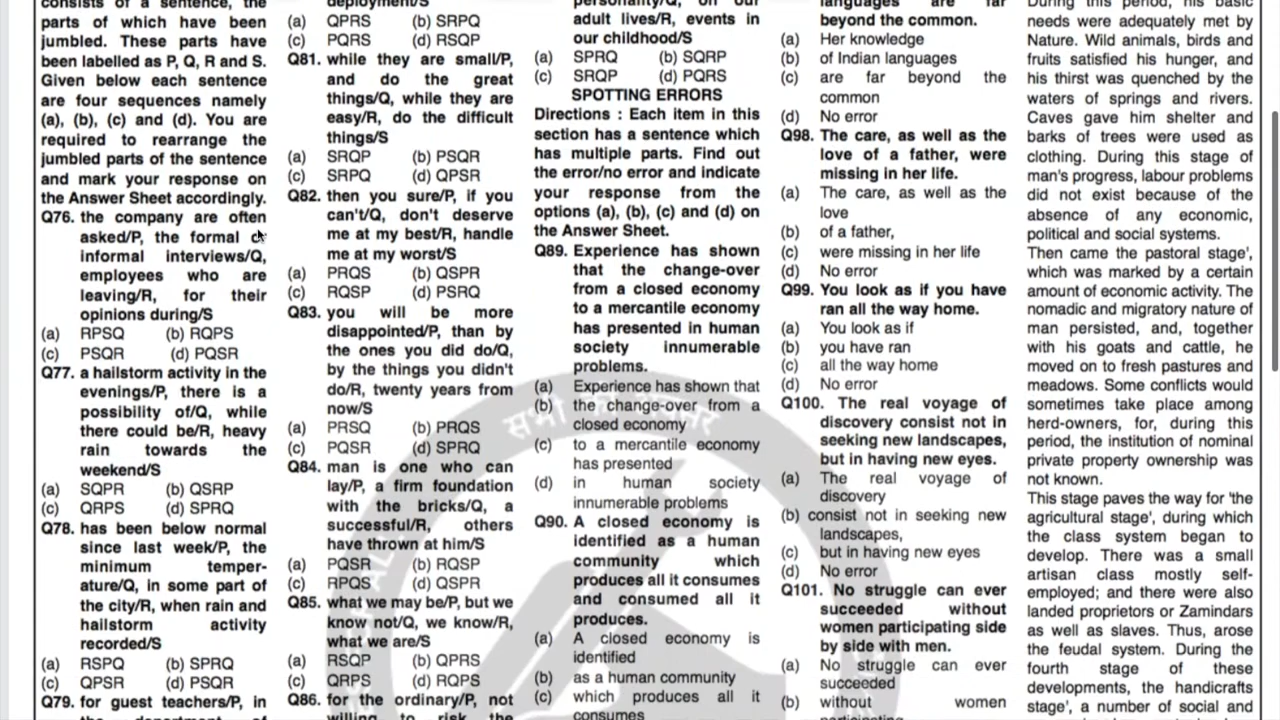 consists of a sentence, the
parts of which have been
jumbled. These parts have
been labelled as P, Q, R and S.
Given below each sentence
are four sequences namely
(a), (b), (c) and (d). You are
required to rearrange the
jumbled parts of the sentence
and mark your response on
the Answer Sheet accordingly.
Q76. the company are often
asked/P, the formal or
informal interviews/Q,
employees who are
leaving/R, for their
opinions during/S
(a) RPSQ (b) RQPS
(c) PSQR (d) PQSR
Q77. a hailstorm activity in the
evenings/P, there is a
possibility of/Q, while
there could be/R, heavy
rain towards the
weekend/S
(a) SQPR (b) QSRP
(c) QRPS (d) SPRQ
Q78. has been below normal
since last week/P, the
minimum temper-
ature/Q, in some part of
the city/R, when rain and
hailstorm activity
recorded/S
(a) RSPQ (b) SPRQ
(c) QPSR (d) PSQR
Q79. for guest teachers/P, in
the department of
deployment/S
(a) QPRS (b) SRPQ
(c) PQRS (d) RSQP
Q81. while they are small/P,
and do the great
things/Q, while they are
easy/R, do the difficult
things/S
(a) SRQP (b) PSQR
(c) SRPQ (d) QPSR
Q82. then you sure/P, if you
can't/Q, don't deserve
me at my best/R, handle
me at my worst/S
(a) PRQS (b) QSPR
(c) RQSP (d) PSRQ
Q83. you will be more
disappointed/P, than by
the ones you did do/Q,
by the things you didn't
do/R, twenty years from
now/S
(a) PRSQ (b) PRQS
(c) PQSR (d) SPRQ
Q84. man is one who can
lay/P, a firm foundation
with the bricks/Q, a
successful/R, others
have thrown at him/S
(a) PQSR (b) RQSP
(c) RPQS (d) QSPR
Q85. what we may be/P, but we
know not/Q, we know/R,
what we are/S
(a) RSQP (b) QPRS
(c) QRPS (d) RQPS
Q86. for the ordinary/P, not
willing to risk the
personality/Q, on our
adult lives/R, events in
our childhood/S
(a) SPRQ (b) SQRP
(c) SRQP (d) PQRS
SPOTTING ERRORS
Directions : Each item in this
section has a sentence which
has multiple parts. Find out
the error/no error and indicate
your response from the
options (a), (b), (c) and (d) on
the Answer Sheet.
Q89. Experience has shown
that the change-over
from a closed economy
to a mercantile economy
has presented in human
society innumerable
problems.
(a) Experience has shown that
(b) the change-over from a
closed economy
(c) to a mercantile economy
has presented
(d) in human society
innumerable problems
Q90. A closed economy is
identified as a human
community which
produces all it consumes
and consumed all it
produces.
(a) A closed economy is
identified
(b) as a human community
(c) which produces all it
consumes
languages are far
beyond the common.
(a) Her knowledge
(b) of Indian languages
(c) are far beyond the
common
(d) No error
Q98. The care, as well as the
love of a father, were
missing in her life.
(a) The care, as well as the
love
(b) of a father,
(c) were missing in her life
(d) No error
Q99. You look as if you have
ran all the way home.
(a) You look as if
(b) you have ran
(c) all the way home
(d) No error
Q100. The real voyage of
discovery consist not in
seeking new landscapes,
but in having new eyes.
(a) The real voyage of
discovery
(b) consist not in seeking new
landscapes,
(c) but in having new eyes
(d) No error
Q101. No struggle can ever
succeeded without
women participating side
by side with men.
(a) No struggle can ever
succeeded
(b) without women
participating
During this period, his basic
needs were adequately met by
Nature. Wild animals, birds and
fruits satisfied his hunger, and
his thirst was quenched by the
waters of springs and rivers.
Caves gave him shelter and
barks of trees were used as
clothing. During this stage of
man's progress, labour problems
did not exist because of the
absence of any economic,
political and social systems.
Then came the pastoral stage',
which was marked by a certain
amount of economic activity. The
nomadic and migratory nature of
man persisted, and, together
with his goats and cattle, he
moved on to fresh pastures and
meadows. Some conflicts would
sometimes take place among
herd-owners, for, during this
period, the institution of nominal
private property ownership was
not known.
This stage paves the way for 'the
agricultural stage', during which
the class system began to
develop. There was a small
artisan class mostly self-
employed; and there were also
landed proprietors or Zamindars
as well as slaves. Thus, arose
the feudal system. During the
fourth stage of these
developments, the handicrafts
stage', a number of social and